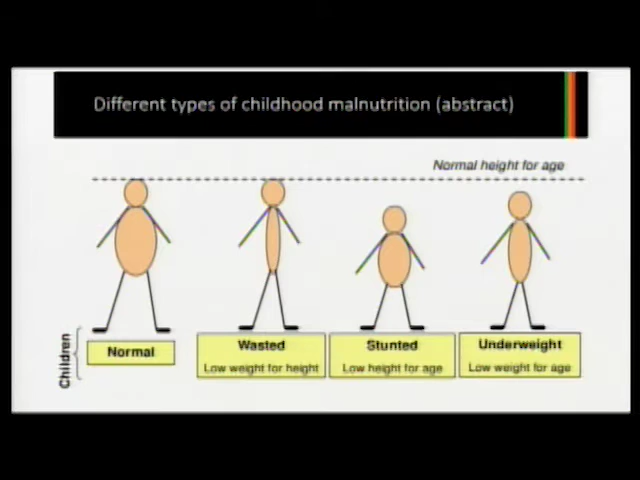 Different types of childhood malnutrition (abstract)
Normal height for age
Children
Normal
Wasted
Low weight for height
Stunted
Low height for age
Underweight
Low weight for age